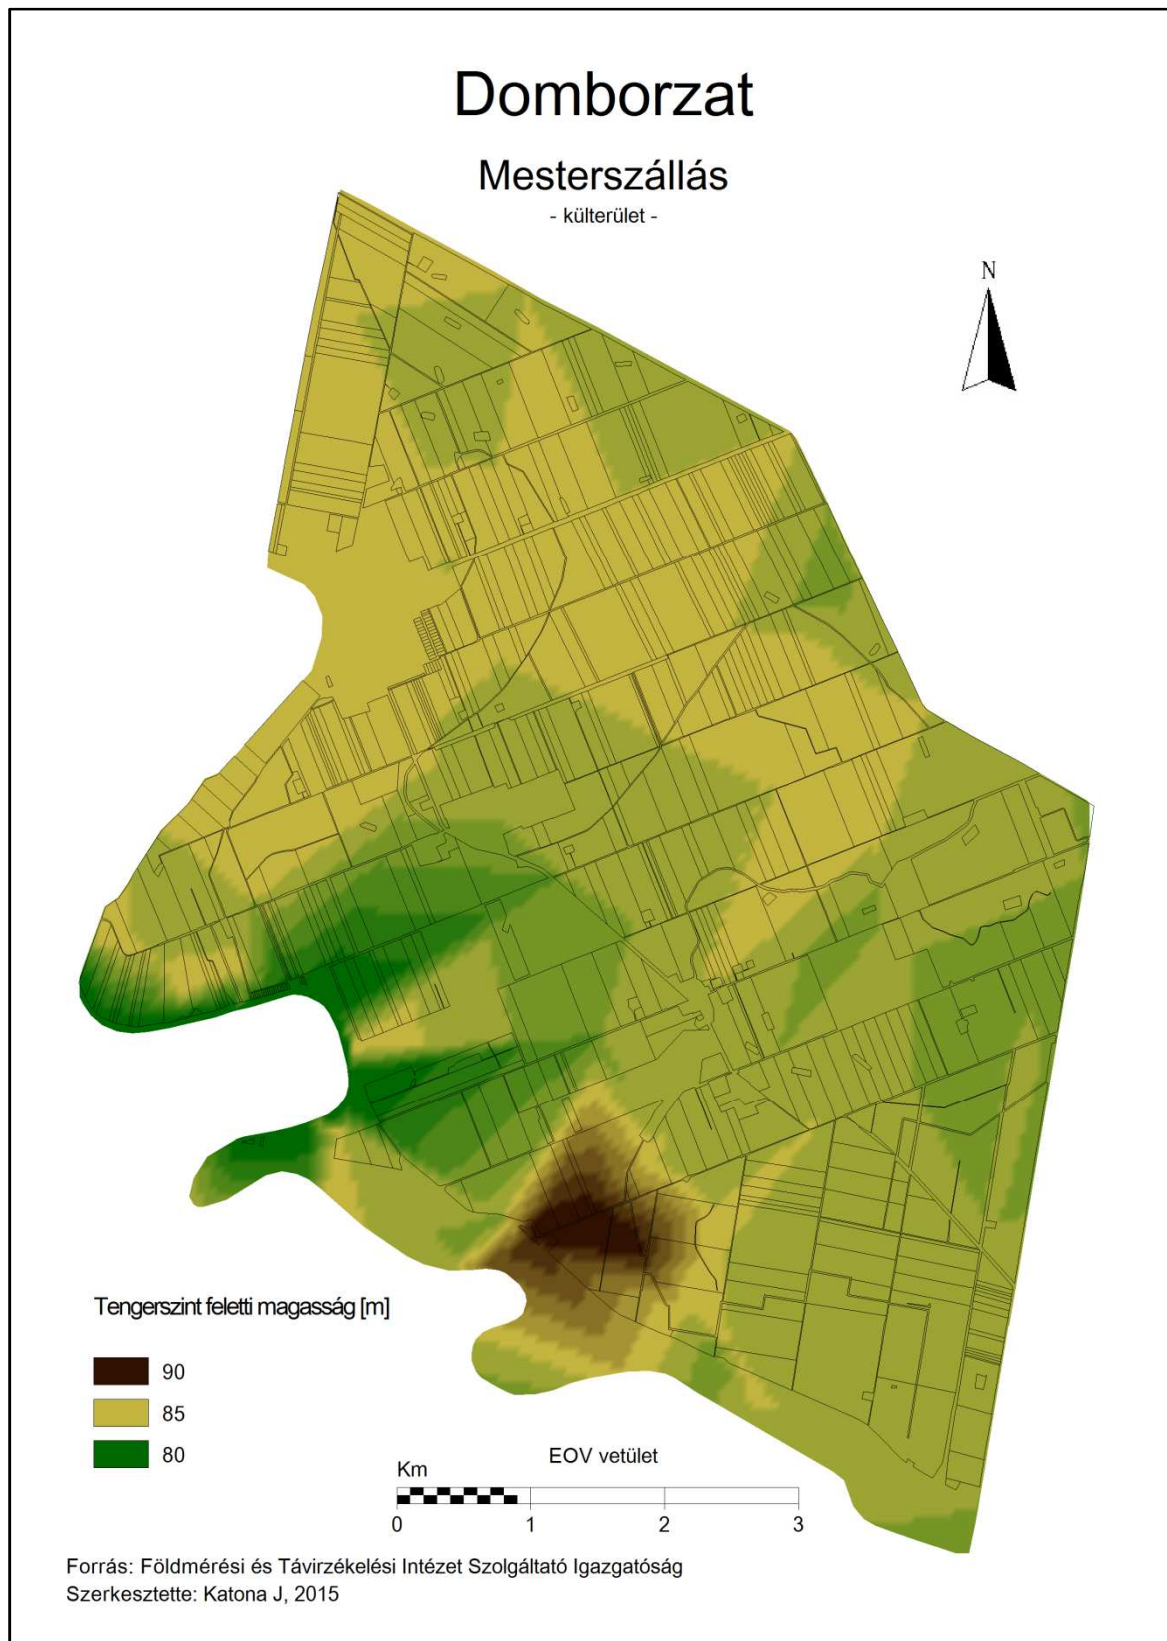 Domborzat
Mesterszállás
- külterület -
N
Tengerszint feletti magasság [m]
90
85
80
Km
EOV vetület
0 1 2 3
Forrás: Földmérési és Távirzékelési Intézet Szolgáltató Igazgatóság
Szerkesztette: Katona J, 2015